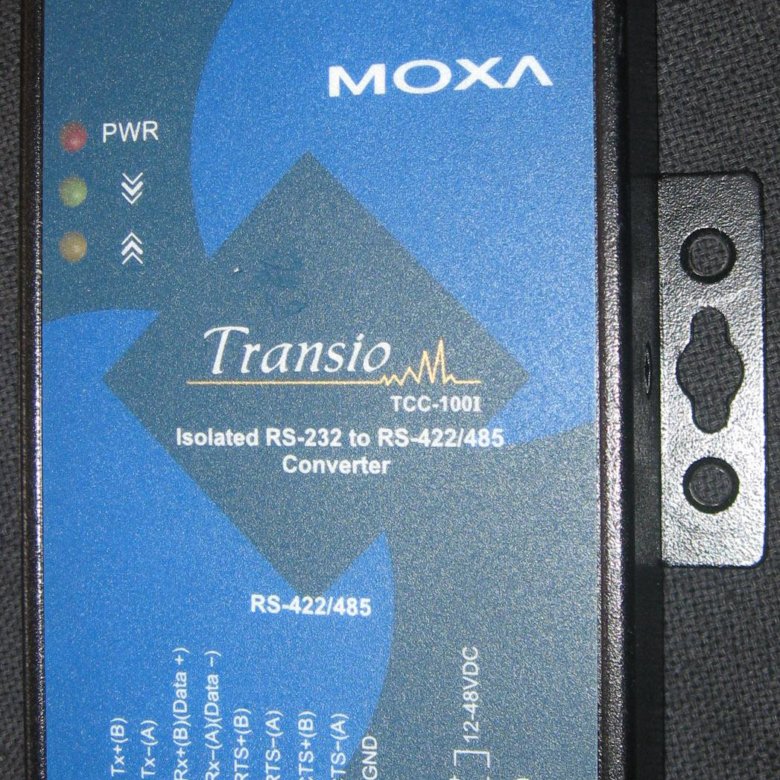 MOXA
PWR
Transio
TCC-100I
Isolated RS-232 to RS-422/485
Converter
RS-422/485
Tx+(B)
Tx-(A)
Rx+(B)(Data +)
Rx-(A)(Data -)
RTS+(B)
RTS-(A)
CTS+(B)
CTS-(A)
GND
12-48VDC